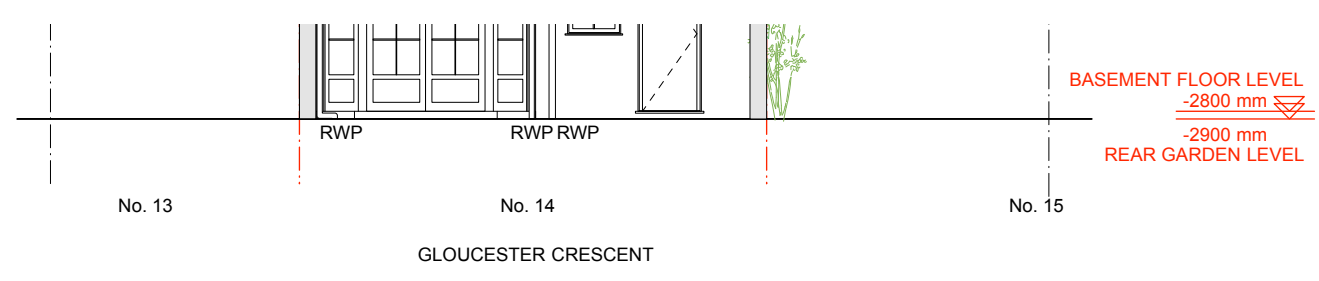 BASEMENT FLOOR LEVEL
-2800 mm
RWP RWP RWP
-2900 mm
REAR GARDEN LEVEL
No. 13 No. 14 No. 15
GLOUCESTER CRESCENT